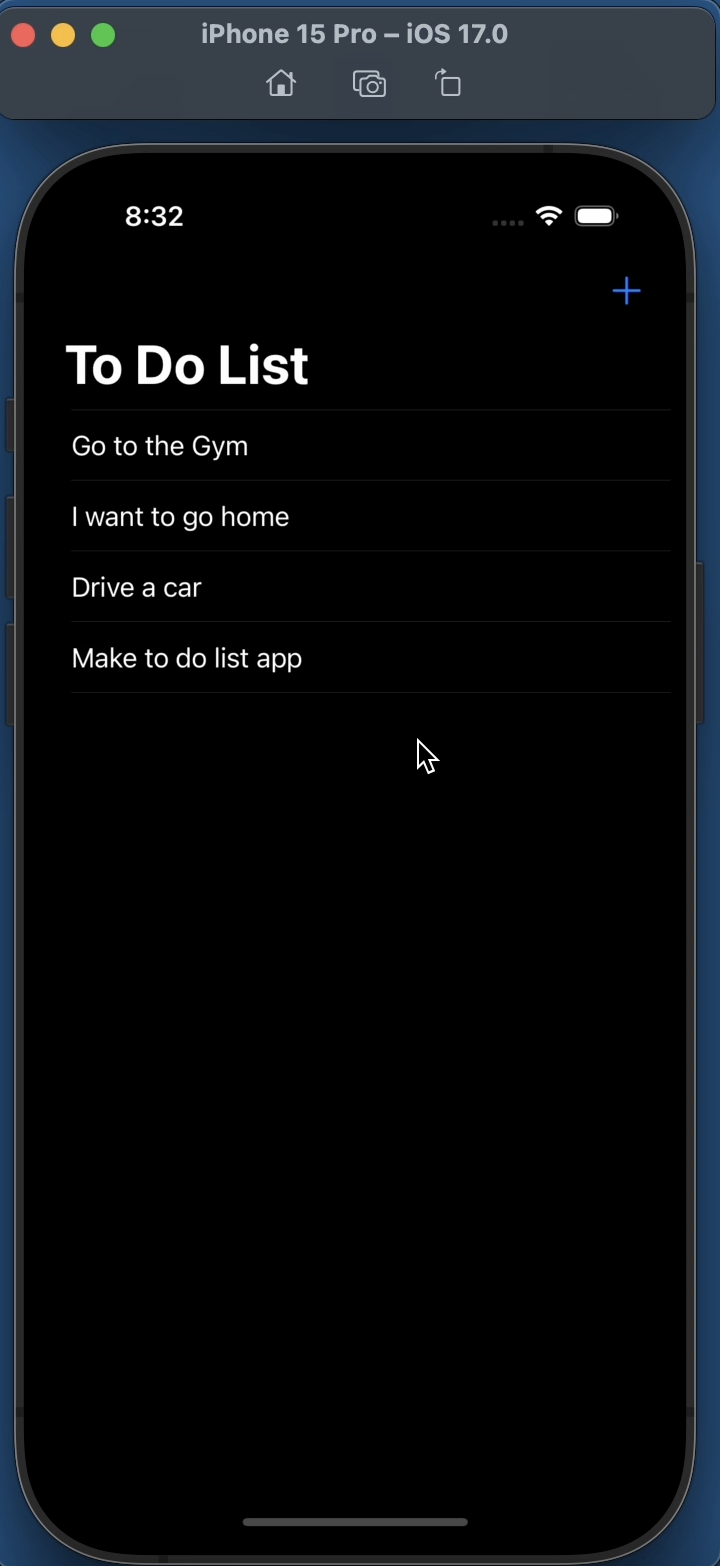 iPhone 15 Pro – iOS 17.0
8:32
To Do List
Go to the Gym
I want to go home
Drive a car
Make to do list app